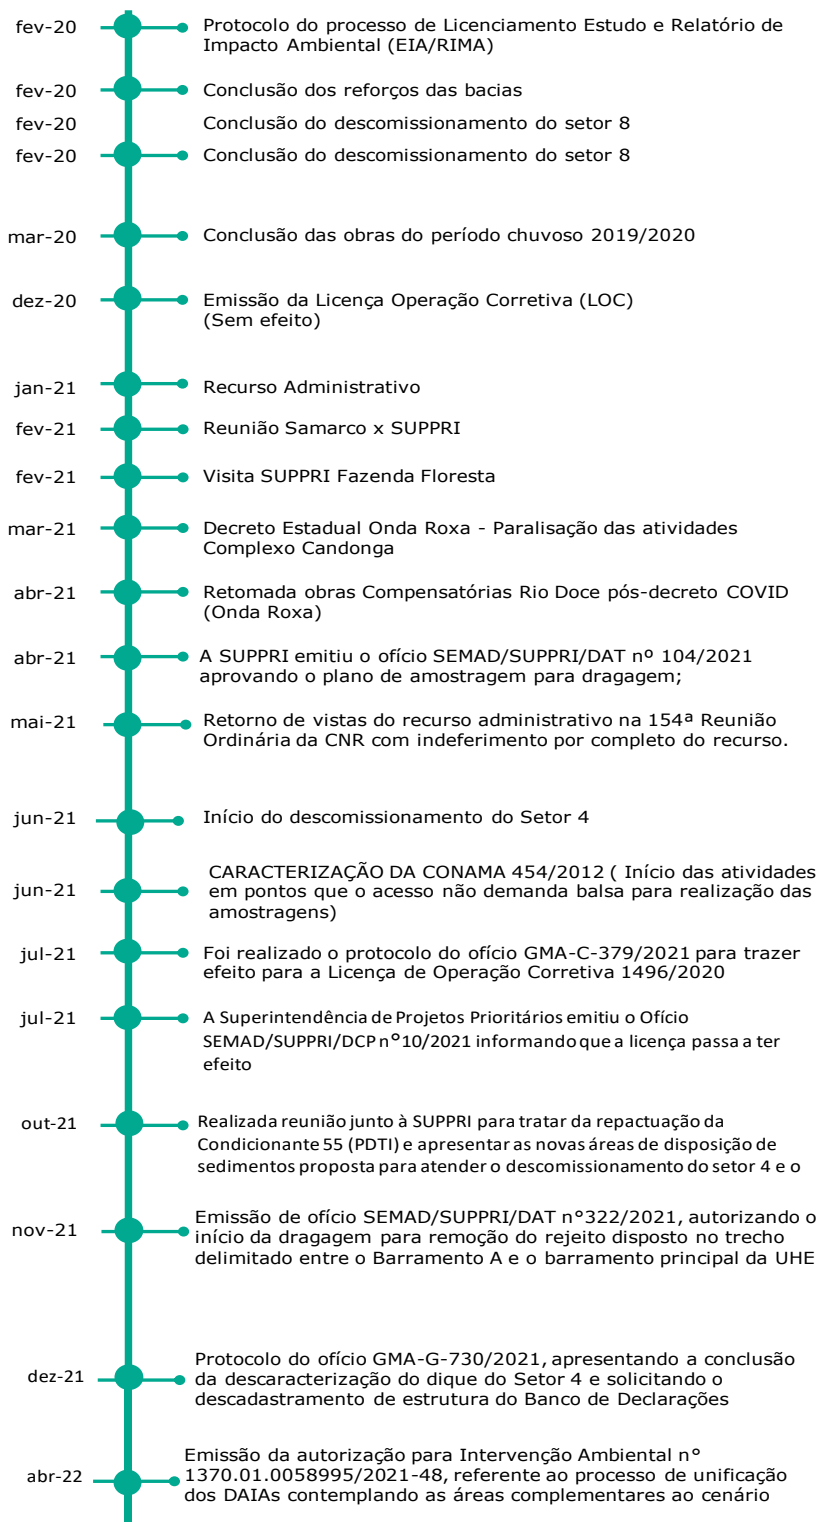 fev-20 Protocolo do processo de Licenciamento Estudo e Relatório de
Impacto Ambiental (EIA/RIMA)
fev-20 Conclusão dos reforços das bacias
fev-20 Conclusão do descomissionamento do setor 8
fev-20 Conclusão do descomissionamento do setor 8
mar-20 Conclusão das obras do período chuvoso 2019/2020
dez-20 Emissão da Licença Operação Corretiva (LOC)
(Sem efeito)
jan-21 Recurso Administrativo
fev-21 Reunião Samarco x SUPPRI
fev-21 Visita SUPPRI Fazenda Floresta
mar-21 Decreto Estadual Onda Roxa - Paralisação das atividades
Complexo Candonga
abr-21 Retomada obras Compensatórias Rio Doce pós-decreto COVID
(Onda Roxa)
abr-21 A SUPPRI emitiu o ofício SEMAD/SUPPRI/DAT nº 104/2021
aprovando o plano de amostragem para dragagem;
mai-21 Retorno de vistas do recurso administrativo na 154ª Reunião
Ordinária da CNR com indeferimento por completo do recurso.
jun-21 Início do descomissionamento do Setor 4
jun-21 CARACTERIZAÇÃO DA CONAMA 454/2012 ( Início das atividades
em pontos que o acesso não demanda balsa para realização das
amostragens)
jul-21 Foi realizado o protocolo do ofício GMA-C-379/2021 para trazer
efeito para a Licença de Operação Corretiva 1496/2020
jul-21 A Superintendência de Projetos Prioritários emitiu o Ofício
SEMAD/SUPPRI/DCP n°10/2021 informando que a licença passa a ter
efeito
out-21 Realizada reunião junto à SUPPRI para tratar da repactuação da
Condicionante 55 (PDTI) e apresentar as novas áreas de disposição de
sedimentos proposta para atender o descomissionamento do setor 4 e o
nov-21 Emissão de ofício SEMAD/SUPPRI/DAT n°322/2021, autorizando o
início da dragagem para remoção do rejeito disposto no trecho
delimitado entre o Barramento A e o barramento principal da UHE
dez-21 Protocolo do ofício GMA-G-730/2021, apresentando a conclusão
da descaracterização do dique do Setor 4 e solicitando o
descadastramento de estrutura do Banco de Declarações
abr-22 Emissão da autorização para Intervenção Ambiental n°
1370.01.0058995/2021-48, referente ao processo de unificação
dos DAIAs contemplando as áreas complementares ao cenário